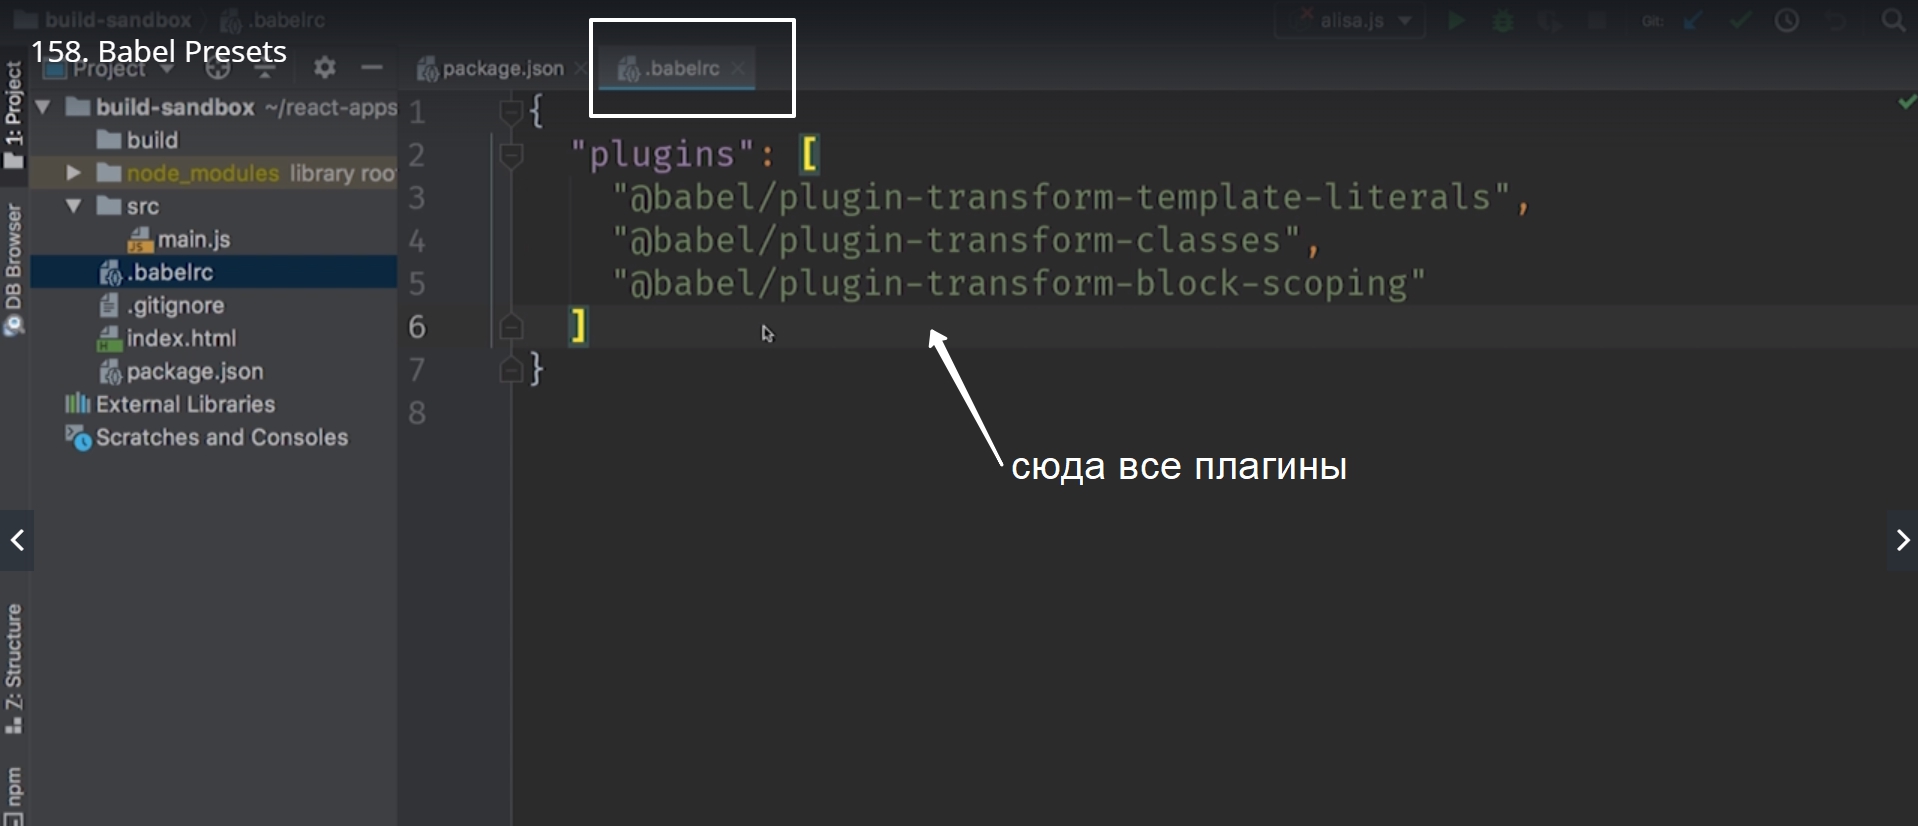 build-sandbox .babelrc
alisa.js
Git:
158. Babel Presets
Project
package.json
.babelrc
1: Project
build-sandbox ~/react-apps
build
node_modules library roo
src
main.js
.babelrc
.gitignore
index.html
package.json
External Libraries
Scratches and Consoles
DB Browser
Z: Structure
npm
1 {
2 "plugins": [
3 "@babel/plugin-transform-template-literals",
4 "@babel/plugin-transform-classes",
5 "@babel/plugin-transform-block-scoping"
6 ]
7 }
8
сюда все плагины